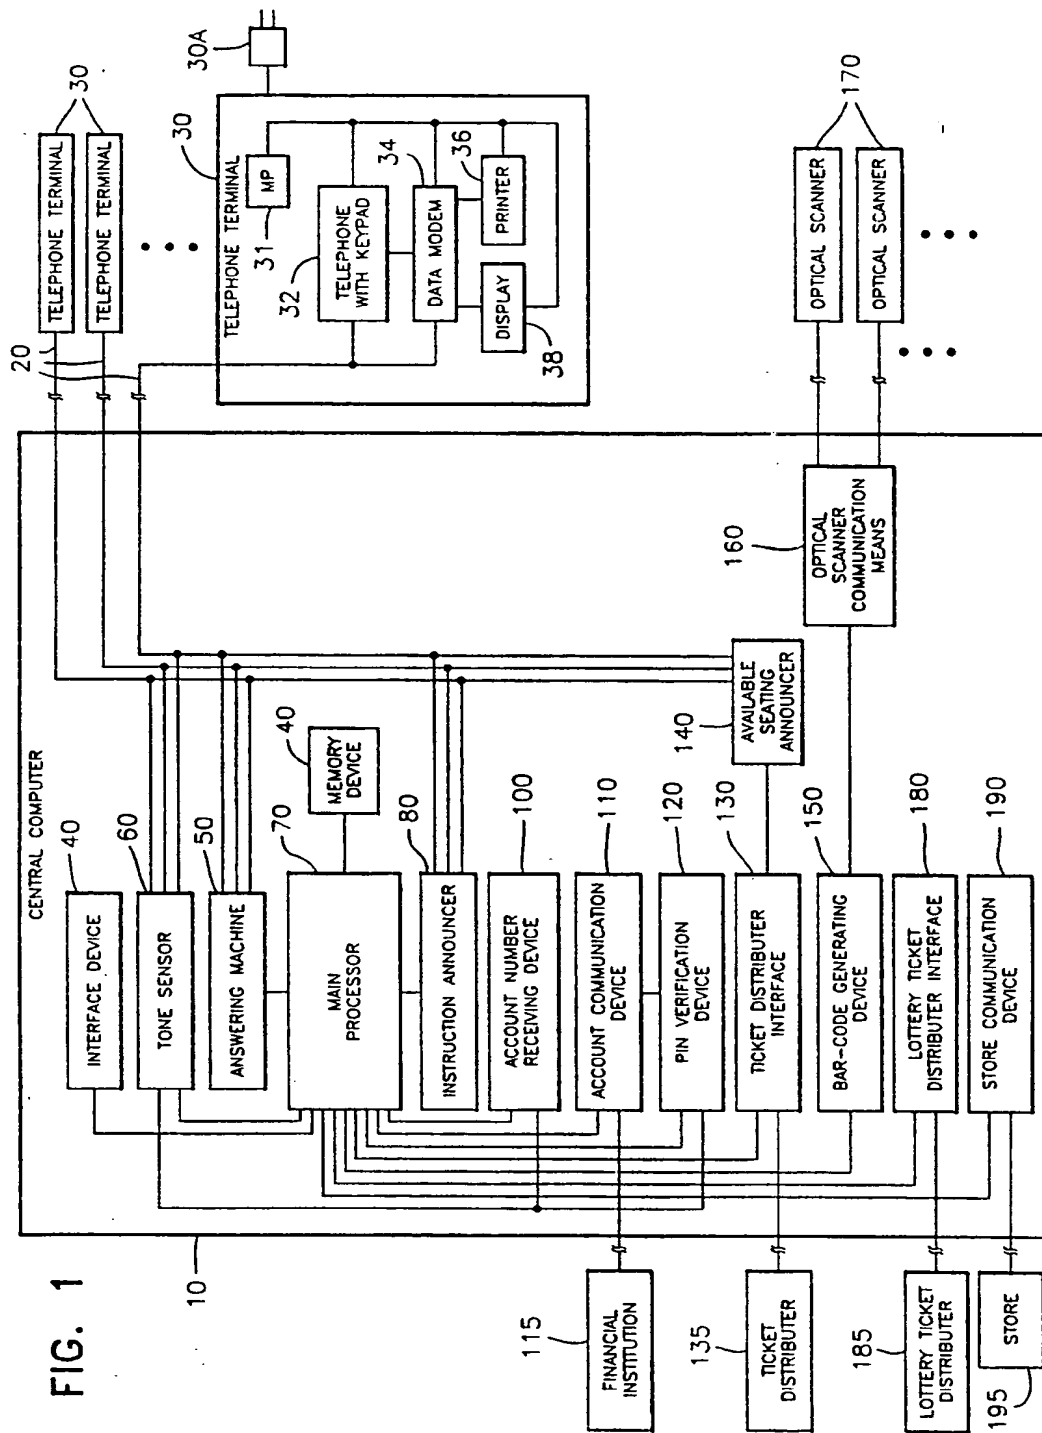 FIG. 1
10
CENTRAL COMPUTER
40
INTERFACE DEVICE
60
TONE SENSOR
50
ANSWERING MACHINE
70
MAIN
PROCESSOR
40
MEMORY
DEVICE
80
INSTRUCTION ANNOUNCER
100
ACCOUNT NUMBER
RECEIVING DEVICE
110
ACCOUNT COMMUNICATION
DEVICE
120
PIN VERIFICATION
DEVICE
130
TICKET DISTRIBUTER
INTERFACE
140
AVAILABLE
SEATING
ANNOUNCER
150
BAR-CODE GENERATING
DEVICE
160
OPTICAL
SCANNER
COMMUNICATION
MEANS
180
LOTTERY TICKET
DISTRIBUTER INTERFACE
190
STORE COMMUNICATION
DEVICE
115
FINANCIAL
INSTITUTION
135
TICKET
DISTRIBUTER
185
LOTTERY TICKET
DISTRIBUTER
195
STORE
20
30
TELEPHONE TERMINAL
TELEPHONE TERMINAL
30
30A
TELEPHONE TERMINAL
MP
31
32
TELEPHONE
WITH KEYPAD
34
DATA MODEM
36
PRINTER
DISPLAY
38
170
OPTICAL SCANNER
OPTICAL SCANNER